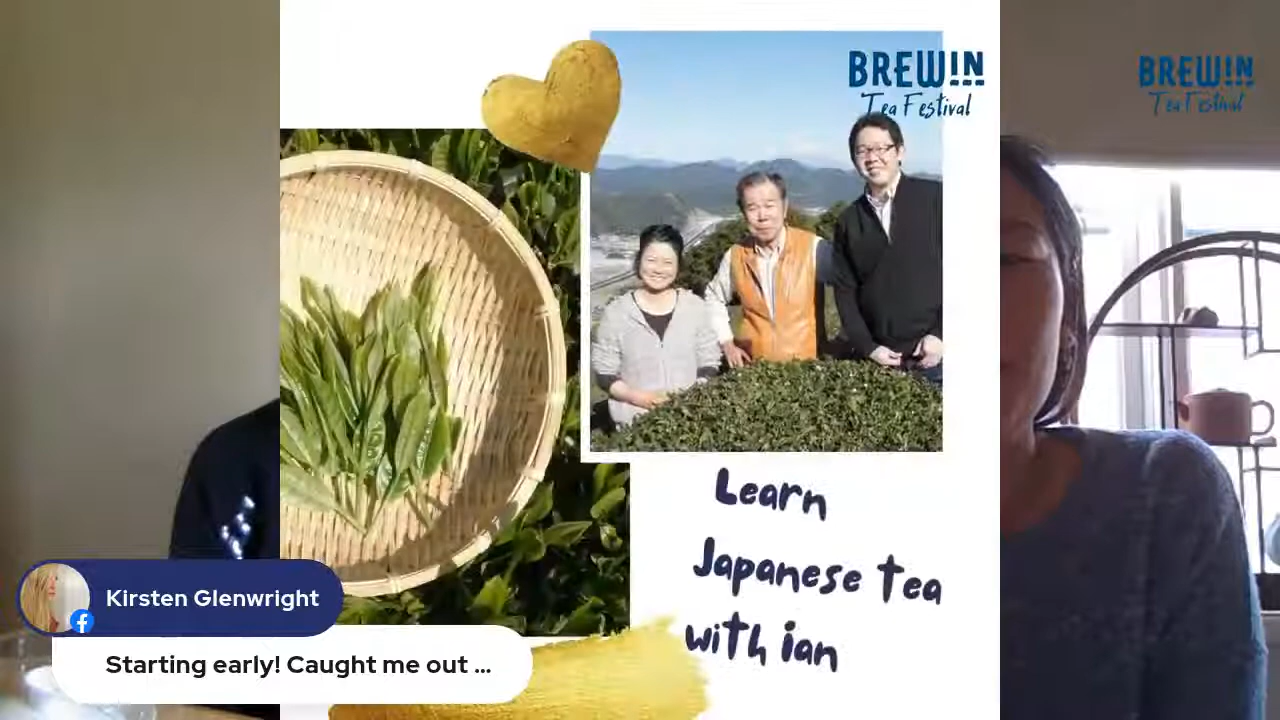 BREW!N
Tea Festival
BREW!N
Tea Festival
Learn
Japanese tea
with ian
Kirsten Glenwright
Starting early! Caught me out ...